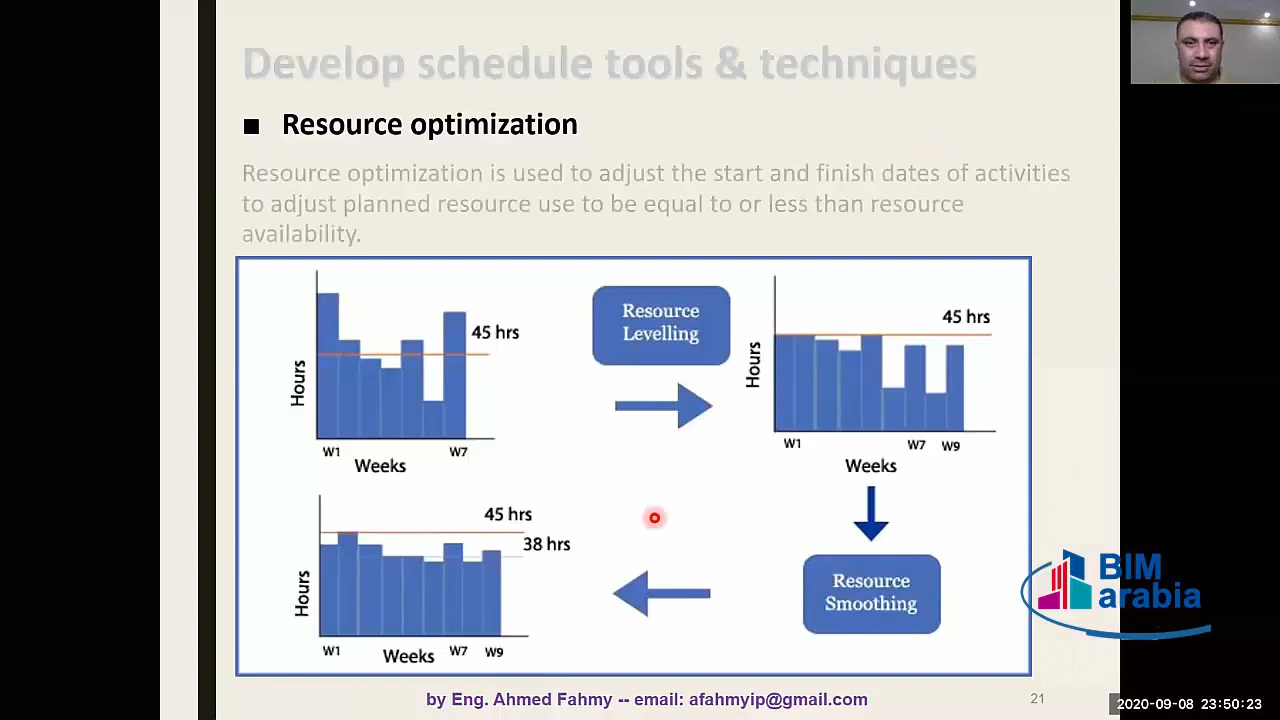 Develop schedule tools & techniques
■ Resource optimization
Resource optimization is used to adjust the start and finish dates of activities
to adjust planned resource use to be equal to or less than resource
availability.
45 hrs
Hours
W1
W7
Weeks
Resource
Levelling
45 hrs
Hours
W1
W7
W9
Weeks
45 hrs
38 hrs
Hours
W1
Weeks
W7
W9
Resource
Smoothing
BIM
arabia
by Eng. Ahmed Fahmy -- email: afahmyip@gmail.com
21
2020-09-08 23:50:23